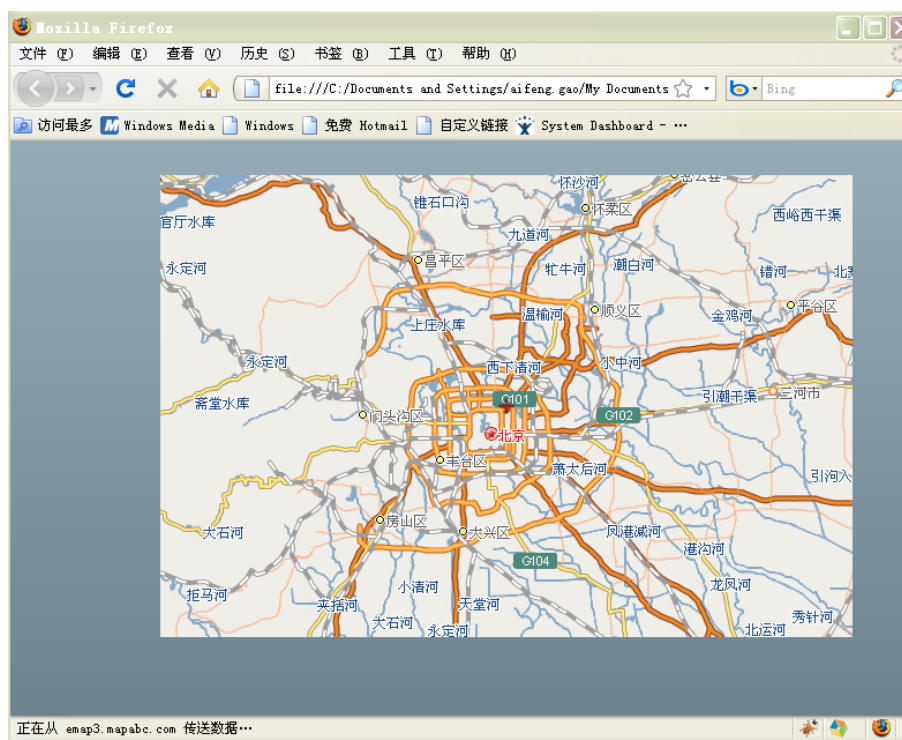 Mozilla Firefox
文件 (F) 编辑 (E) 查看 (V) 历史 (S) 书签 (B) 工具 (T) 帮助 (H)
file:///C:/Documents and Settings/aifeng.gao/My Documents Bing
访问最多 Windows Media Windows 免费 Hotmail 自定义链接 System Dashboard - …
怀沙河
锥石口沟 怀柔区 西峪西干渠
官厅水库 九道河
永定河 昌平区 牤牛河 潮白河 错河
温榆河 顺义区 金鸡河 平谷区
上庄水库
永定河 西下清河 小中河
斋堂水库 G101 引潮干渠 三河市
门头沟区 G102
北京
丰台区 萧太后河 引泃入
大石河 房山区 大兴区 凤港减河
港沟河
G104
拒马河 小清河 龙凤河
夹括河 天堂河 秀针河
大石河 永定河 北运河
正在从 emap3.mapabc.com 传送数据…